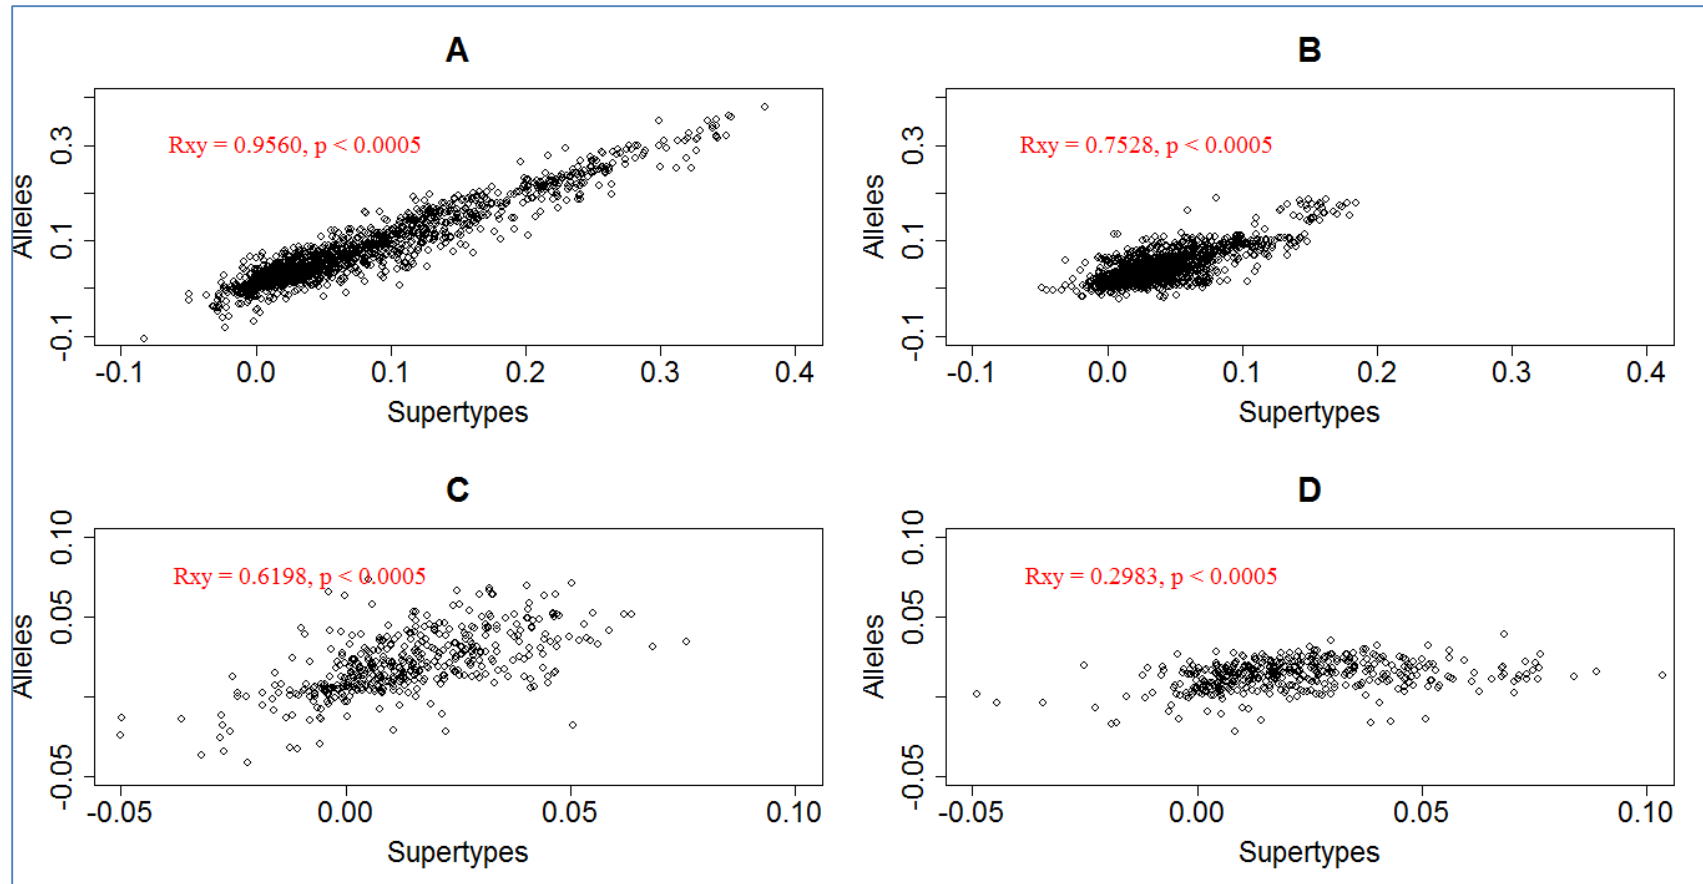 A
Rxy = 0.9560, p < 0.0005
Alleles
0.3
0.1
-0.1
-0.1 0.0 0.1 0.2 0.3 0.4
Supertypes
B
Rxy = 0.7528, p < 0.0005
Alleles
0.3
0.1
-0.1
-0.1 0.0 0.1 0.2 0.3 0.4
Supertypes
C
Rxy = 0.6198, p < 0.0005
Alleles
0.10
0.05
-0.05
-0.05 0.00 0.05 0.10
Supertypes
D
Rxy = 0.2983, p < 0.0005
Alleles
0.10
0.05
-0.05
-0.05 0.00 0.05 0.10
Supertypes